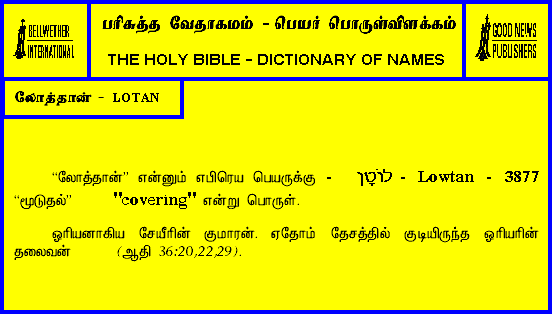 BELLWETHER
INTERNATIONAL
பரிசுத்த வேதாகமம் - பெயர் பொருள்விளக்கம்
THE HOLY BIBLE - DICTIONARY OF NAMES
GOOD NEWS
PUBLISHERS
லோத்தான் - LOTAN
“லோத்தான்” என்னும் எபிரெய பெயருக்கு - לוֹטָן - Lowtan - 3877
“மூடுதல்” "covering" என்று பொருள்.
ஓரியனாகிய சேயீரின் குமாரன். ஏதோம் தேசத்தில் குடியிருந்த ஓரியரின்
தலைவன் (ஆதி 36:20,22,29).